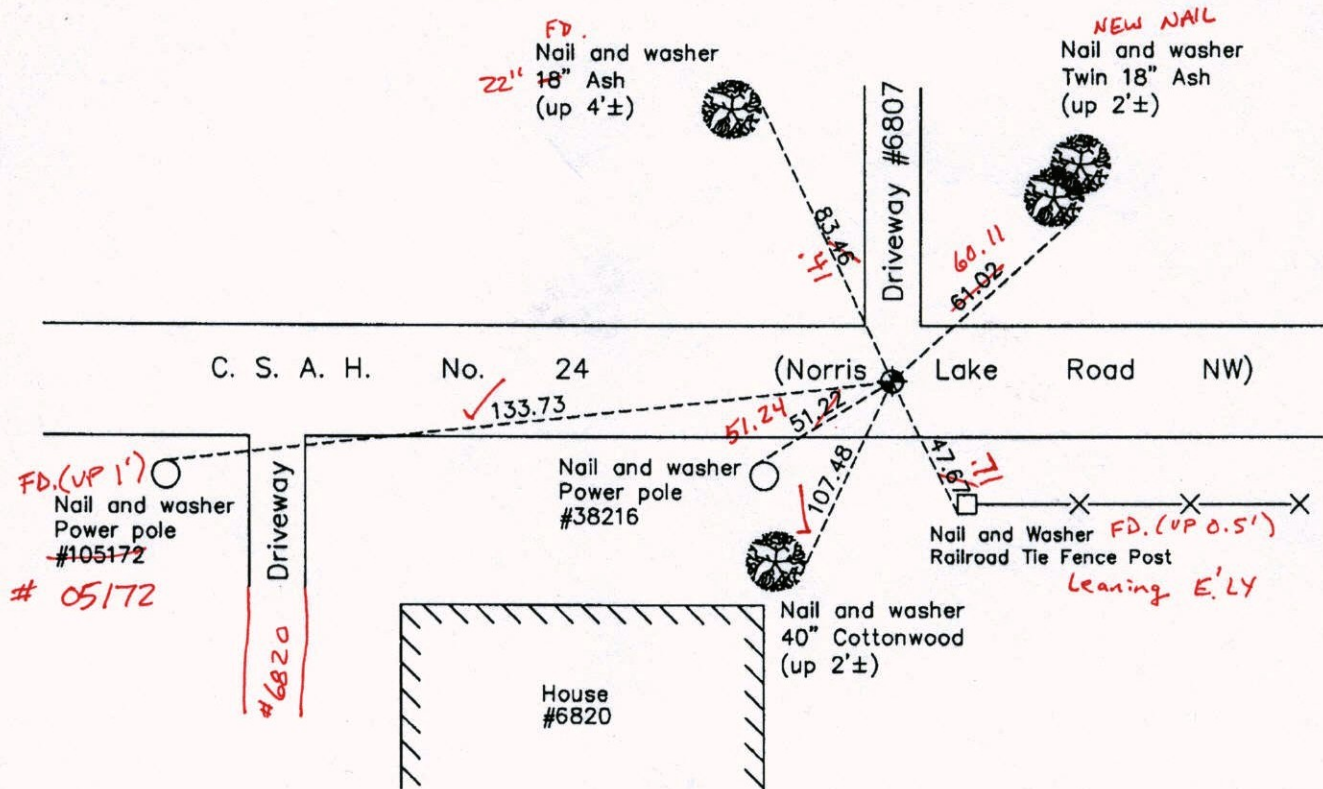 FD.
Nail and washer
22" 18" Ash
(up 4'±)
NEW NAIL
Nail and washer
Twin 18" Ash
(up 2'±)
Driveway #6807
83.46
.41
60.11
61.02
C. S. A. H. No. 24 (Norris Lake Road NW)
133.73
51.24 51.22
107.48
47.67
.71
FD. (UP 1')
Nail and washer
Power pole
#105172
# 05172
Driveway
#6820
Nail and washer
Power pole
#38216
Nail and Washer FD. (UP 0.5')
Railroad Tie Fence Post
Leaning E'LY
Nail and washer
40" Cottonwood
(up 2'±)
House
#6820